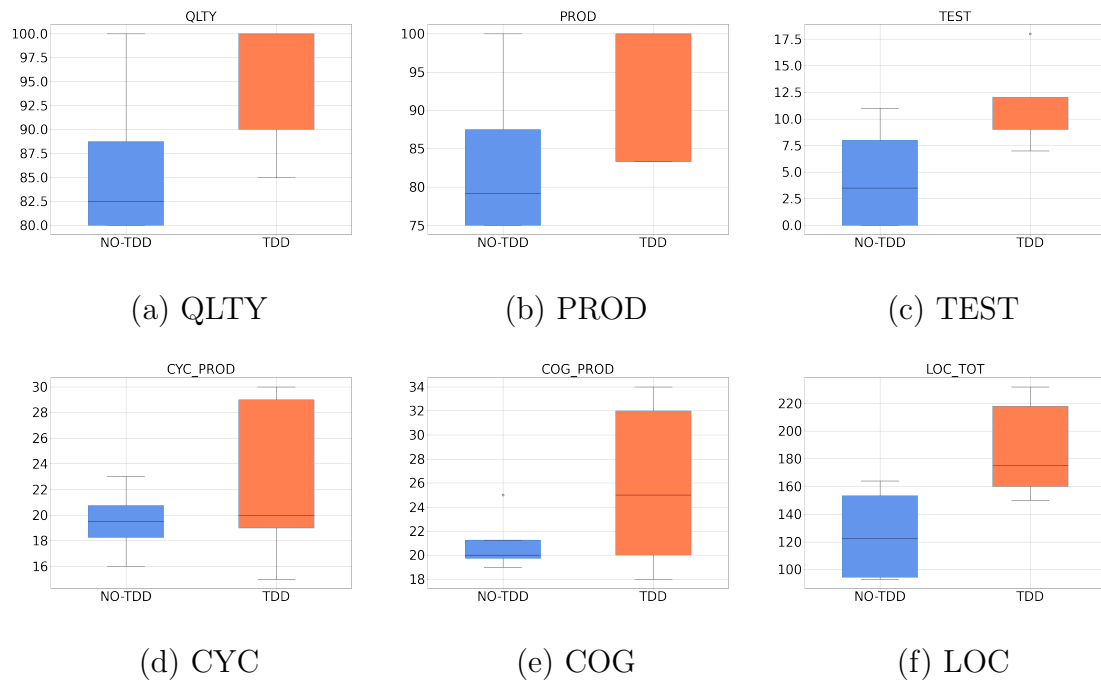 QLTY
100.0
97.5
95.0
92.5
90.0
87.5
85.0
82.5
80.0
NO-TDD TDD
(a) QLTY
PROD
100
95
90
85
80
75
NO-TDD TDD
(b) PROD
TEST
17.5
15.0
12.5
10.0
7.5
5.0
2.5
0.0
NO-TDD TDD
(c) TEST
CYC_PROD
30
28
26
24
22
20
18
16
NO-TDD TDD
(d) CYC
COG_PROD
34
32
30
28
26
24
22
20
18
NO-TDD TDD
(e) COG
LOC_TOT
220
200
180
160
140
120
100
NO-TDD TDD
(f) LOC